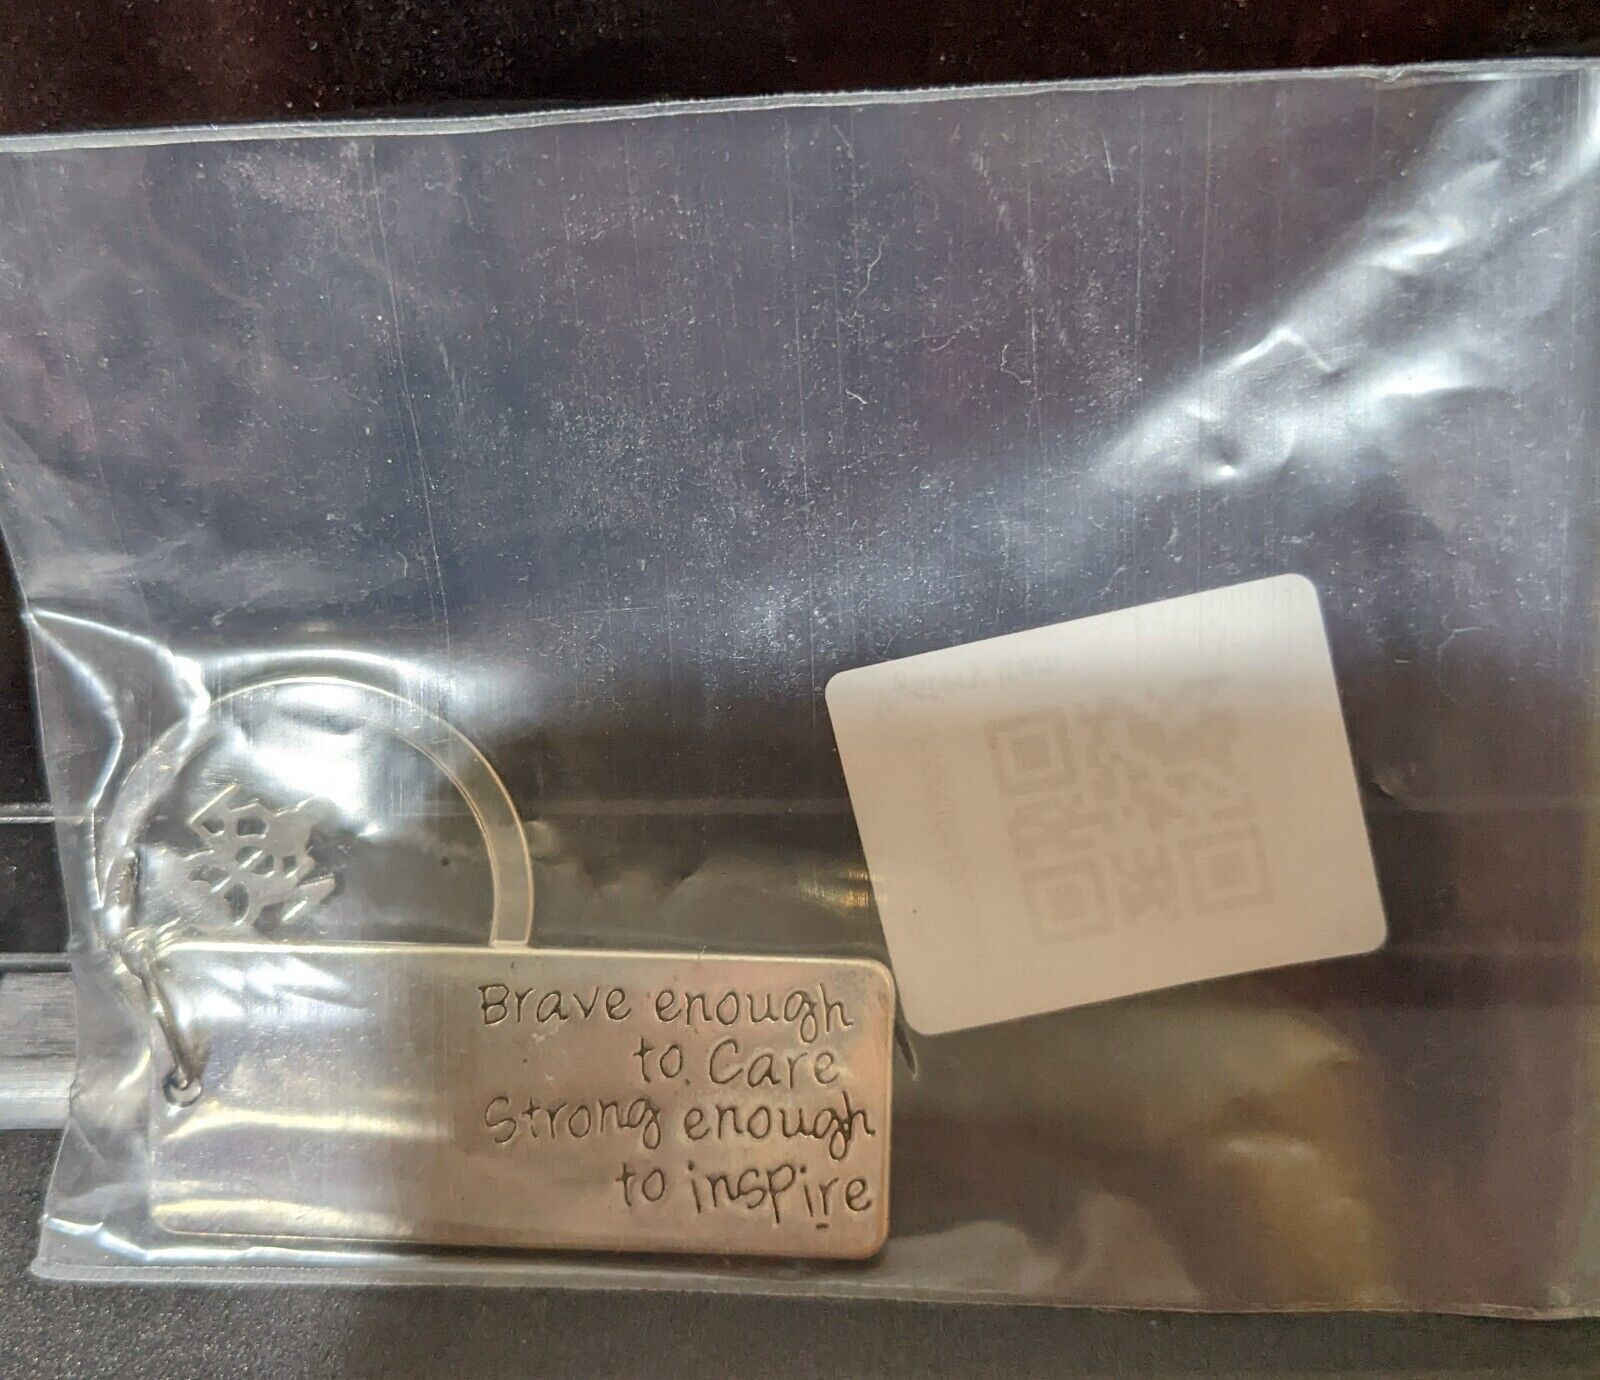 Brave enough
to Care
Strong enough
to inspire